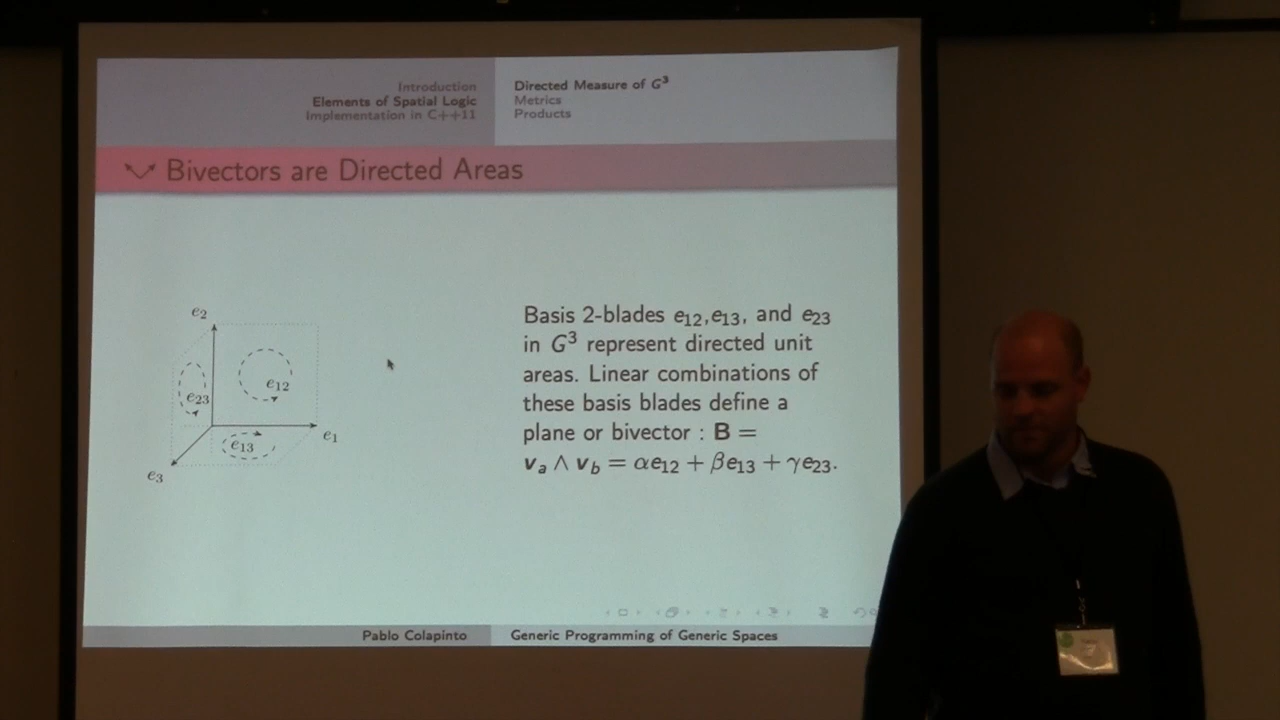 Introduction
Elements of Spatial Logic
Implementation in C++11
Directed Measure of G³
Metrics
Products
Bivectors are Directed Areas
e₂
e₁₂
e₂₃
e₁
e₁₃
e₃
Basis 2-blades e₁₂,e₁₃, and e₂₃
in G³ represent directed unit
areas. Linear combinations of
these basis blades define a
plane or bivector : B =
vₐ ∧ v_b = αe₁₂ + βe₁₃ + γe₂₃.
Pablo Colapinto
Generic Programming of Generic Spaces